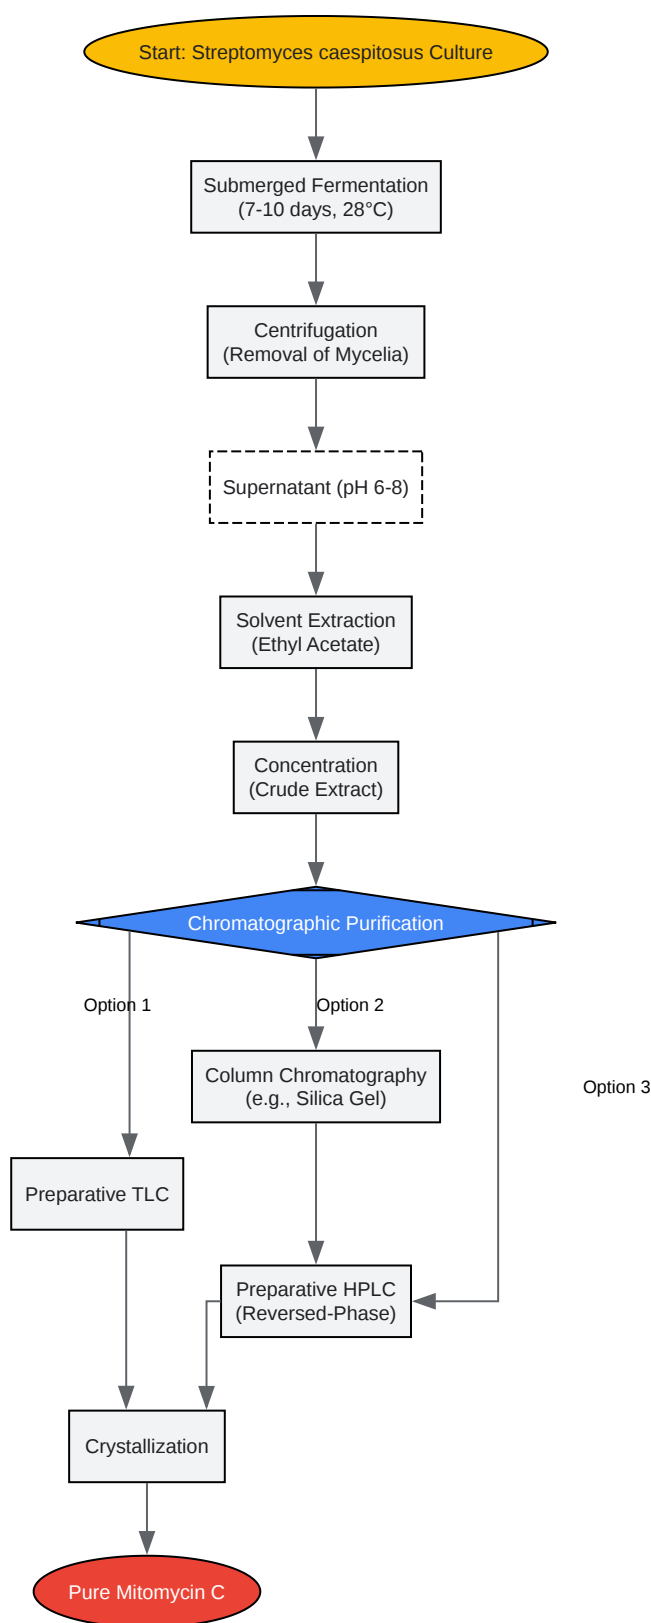 Start: Streptomyces caespitosus Culture
Submerged Fermentation
(7-10 days, 28°C)
Centrifugation
(Removal of Mycelia)
Supernatant (pH 6-8)
Solvent Extraction
(Ethyl Acetate)
Concentration
(Crude Extract)
Chromatographic Purification
Option 1
Option 2
Column Chromatography
(e.g., Silica Gel)
Option 3
Preparative TLC
Preparative HPLC
(Reversed-Phase)
Crystallization
Pure Mitomycin C